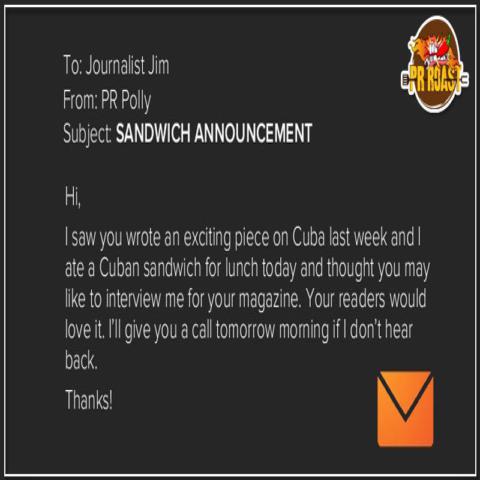 PR ROAST
To: Journalist Jim
From: PR Polly
Subject: SANDWICH ANNOUNCEMENT
Hi,
I saw you wrote an exciting piece on Cuba last week and I
ate a Cuban sandwich for lunch today and thought you may
like to interview me for your magazine. Your readers would
love it. I'll give you a call tomorrow morning if I don't hear
back.
Thanks!